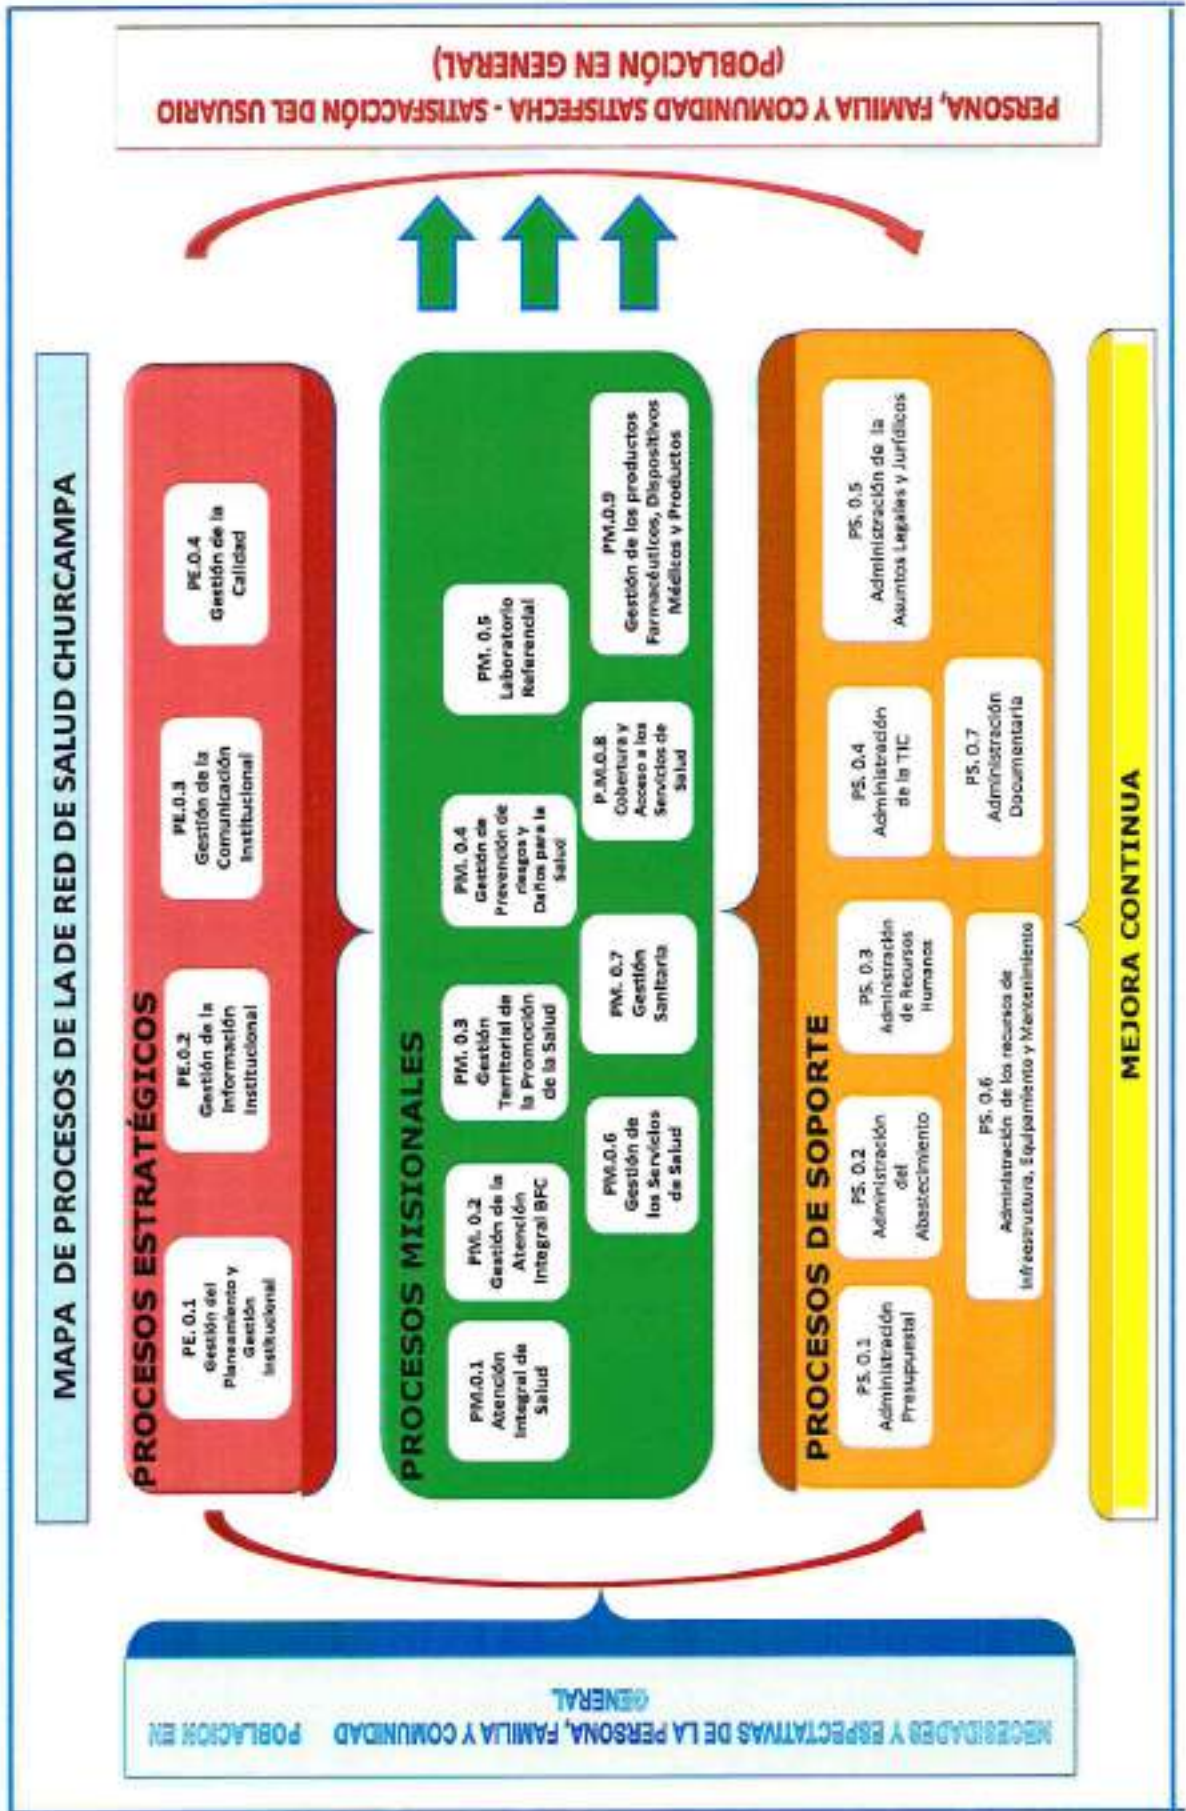 MAPA DE PROCESOS DE LA DE RED DE SALUD CHURCAMPA
NECESIDADES Y ESPECTATIVAS DE LA PERSONA, FAMILIA Y COMUNIDAD POBLACION EN
GENERAL
PROCESOS ESTRATÉGICOS
PE. 0.1
Gestión del
Planeamiento y
Gestión
Institucional
PE.0.2
Gestión de la
Información
Institucional
PE.0.3
Gestión de la
Comunicación
Institucional
PE.0.4
Gestión de la
Calidad
PROCESOS MISIONALES
PM.0.1
Atención
Integral de
Salud
PM. 0.2
Gestión de la
Atención
Integral BFC
PM. 0.3
Gestión
Territorial de
la Promoción
de la Salud
PM. 0.4
Gestión de
Prevención de
riesgos y
Daños para la
Salud
PM. 0.5
Laboratorio
Referencial
PM.0.6
Gestión de
los Servicios
de Salud
PM. 0.7
Gestión
Sanitaria
P.M.0.8
Cobertura y
Acceso a los
Servicios de
Salud
PM.0.9
Gestión de los productos
Farmacéuticos, Dispositivos
Médicos y Productos
PROCESOS DE SOPORTE
PS. 0.1
Administración
Presupuestal
PS. 0.2
Administración
del
Abastecimiento
PS. 0.3
Administración
de Recursos
Humanos
PS. 0.4
Administración
de la TIC
PS. 0.5
Administración de la
Asuntos Legales y Jurídicos
PS. 0.6
Administración de los recursos de
Infraestructura, Equipamiento y Mantenimiento
PS. 0.7
Administración
Documentaria
MEJORA CONTINUA
PERSONA, FAMILIA Y COMUNIDAD SATISFECHA - SATISFACCIÓN DEL USUARIO
(POBLACIÓN EN GENERAL)